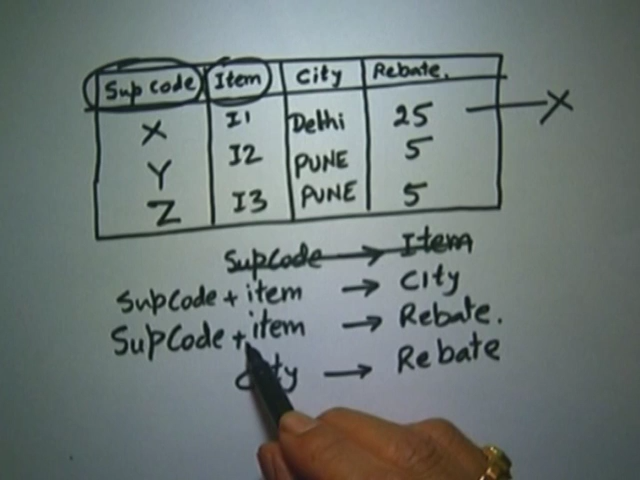 Sup code Item City Rebate.
X I1 Delhi 25 X
Y I2 PUNE 5
Z I3 PUNE 5
SupCode → Item
SupCode + item → City
SupCode + item → Rebate.
City → Rebate